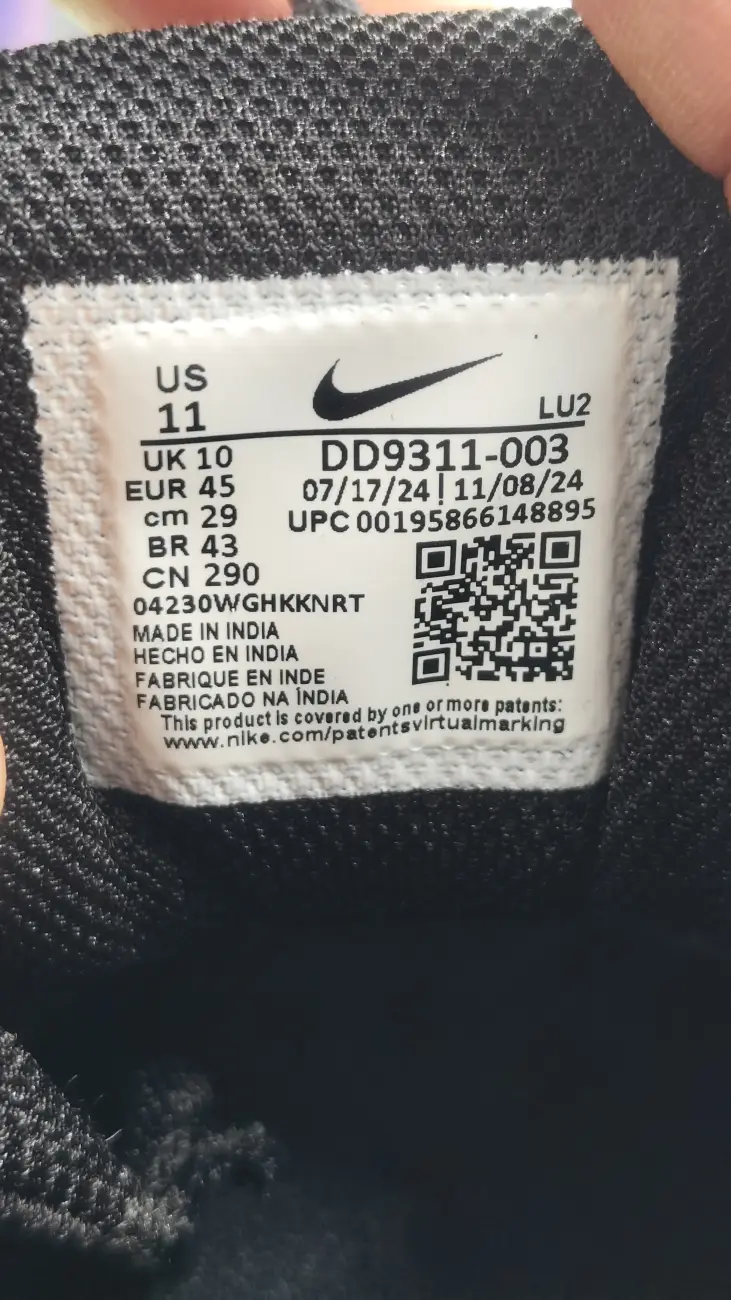 US
11
LU2
UK 10
EUR 45
cm 29
BR 43
CN 290
DD9311-003
07/17/24 | 11/08/24
UPC 00195866148895
04230WGHKKNRT
MADE IN INDIA
HECHO EN INDIA
FABRIQUE EN INDE
FABRICADO NA ÍNDIA
This product is covered by one or more patents:
www.nike.com/patentsvirtualmarking